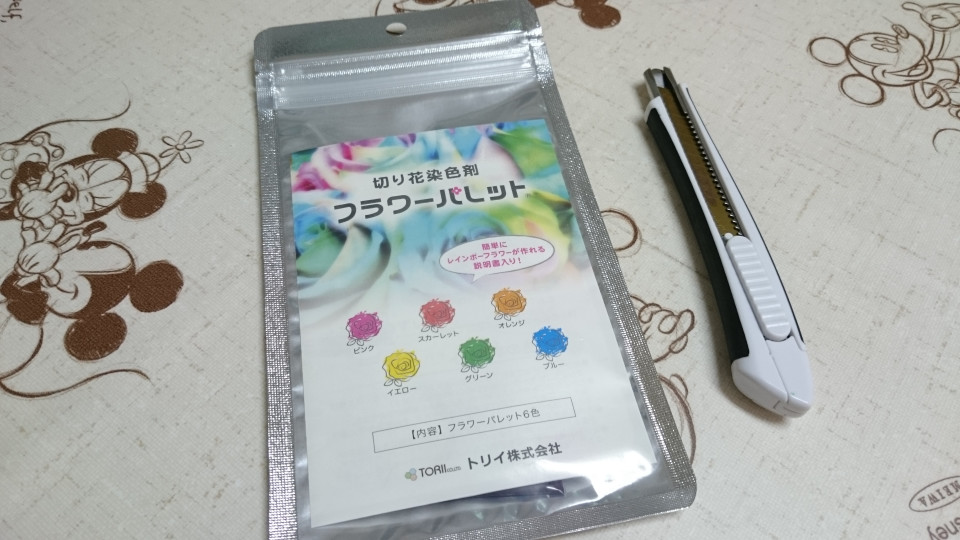 切り花染色剤
フラワーパレット
簡単に
レインボーフラワーが作れる
説明書入り!
ピンク
スカーレット
オレンジ
イエロー
グリーン
ブルー
【内容】フラワーパレット6色
TORII CO.,LTD. トリイ株式会社
MEIWA
Disney